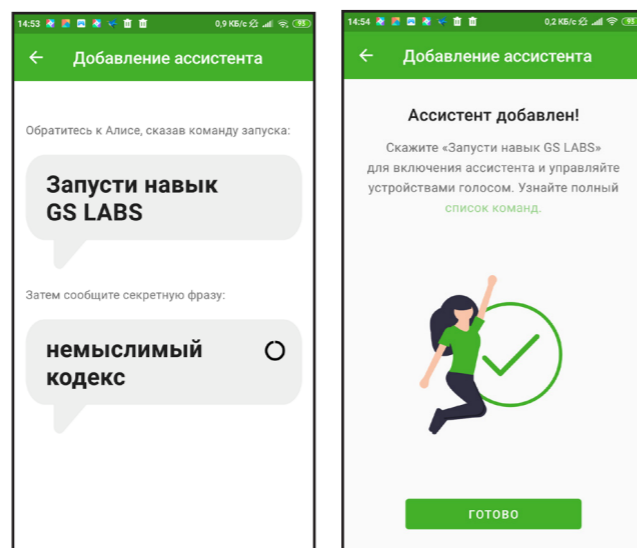 14:53
0,9 КБ/с
95
Добавление ассистента
Обратитесь к Алисе, сказав команду запуска:
Запусти навык
GS LABS
Затем сообщите секретную фразу:
немыслимый
кодекс
14:54
0,2 КБ/с
95
Добавление ассистента
Ассистент добавлен!
Скажите «Запусти навык GS LABS»
для включения ассистента и управляйте
устройствами голосом. Узнайте полный
список команд.
ГОТОВО